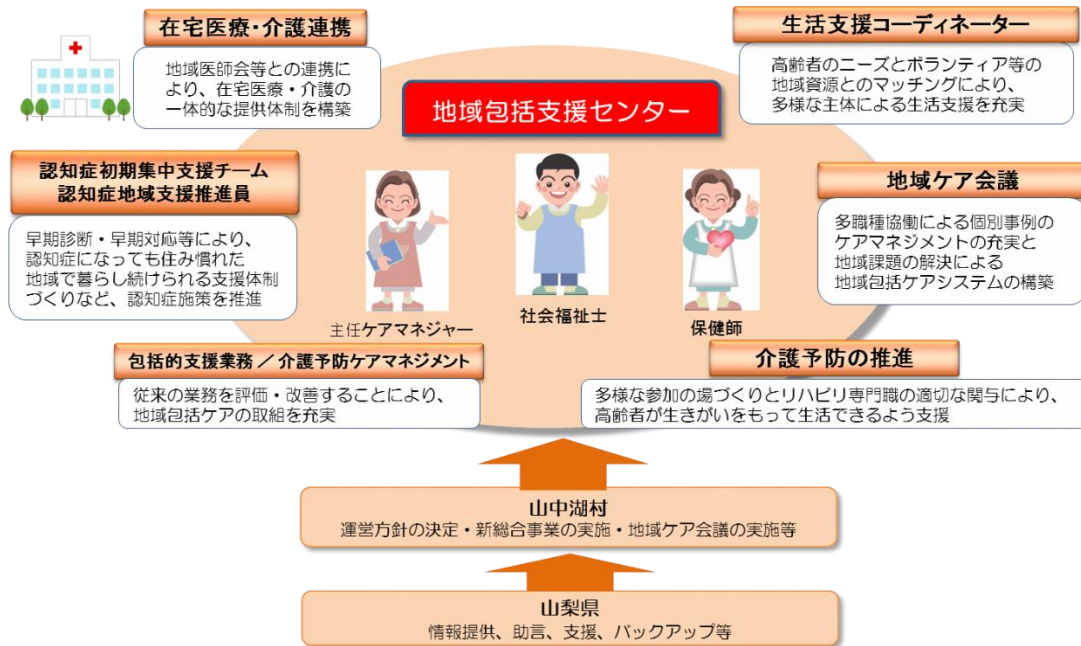 在宅医療・介護連携
地域医師会等との連携に
より、在宅医療・介護の
一体的な提供体制を構築
生活支援コーディネーター
高齢者のニーズとボランティア等の
地域資源とのマッチングにより、
多様な主体による生活支援を充実
地域包括支援センター
認知症初期集中支援チーム
認知症地域支援推進員
早期診断・早期対応等により、
認知症になっても住み慣れた
地域で暮らし続けられる支援体制
づくりなど、認知症施策を推進
地域ケア会議
多職種協働による個別事例の
ケアマネジメントの充実と
地域課題の解決による
地域包括ケアシステムの構築
主任ケアマネジャー
社会福祉士
保健師
包括的支援業務／介護予防ケアマネジメント
従来の業務を評価・改善することにより、
地域包括ケアの取組を充実
介護予防の推進
多様な参加の場づくりとリハビリ専門職の適切な関与により、
高齢者が生きがいをもって生活できるよう支援
山中湖村
運営方針の決定・新総合事業の実施・地域ケア会議の実施等
山梨県
情報提供、助言、支援、バックアップ等